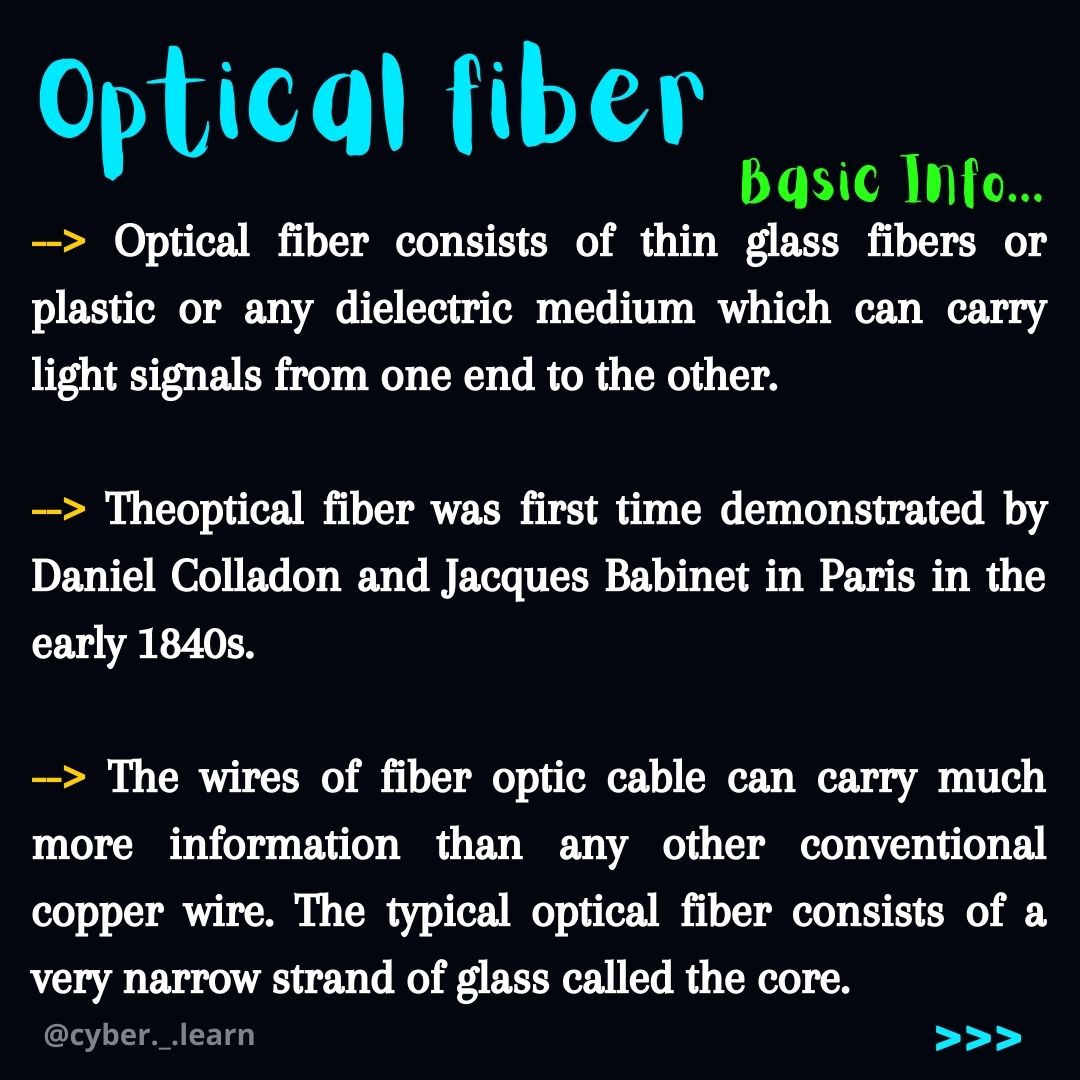 Optical fiber
Basic Info...
--> Optical fiber consists of thin glass fibers or
plastic or any dielectric medium which can carry
light signals from one end to the other.
--> Theoptical fiber was first time demonstrated by
Daniel Colladon and Jacques Babinet in Paris in the
early 1840s.
--> The wires of fiber optic cable can carry much
more information than any other conventional
copper wire. The typical optical fiber consists of a
very narrow strand of glass called the core.
@cyber._.learn
>>>